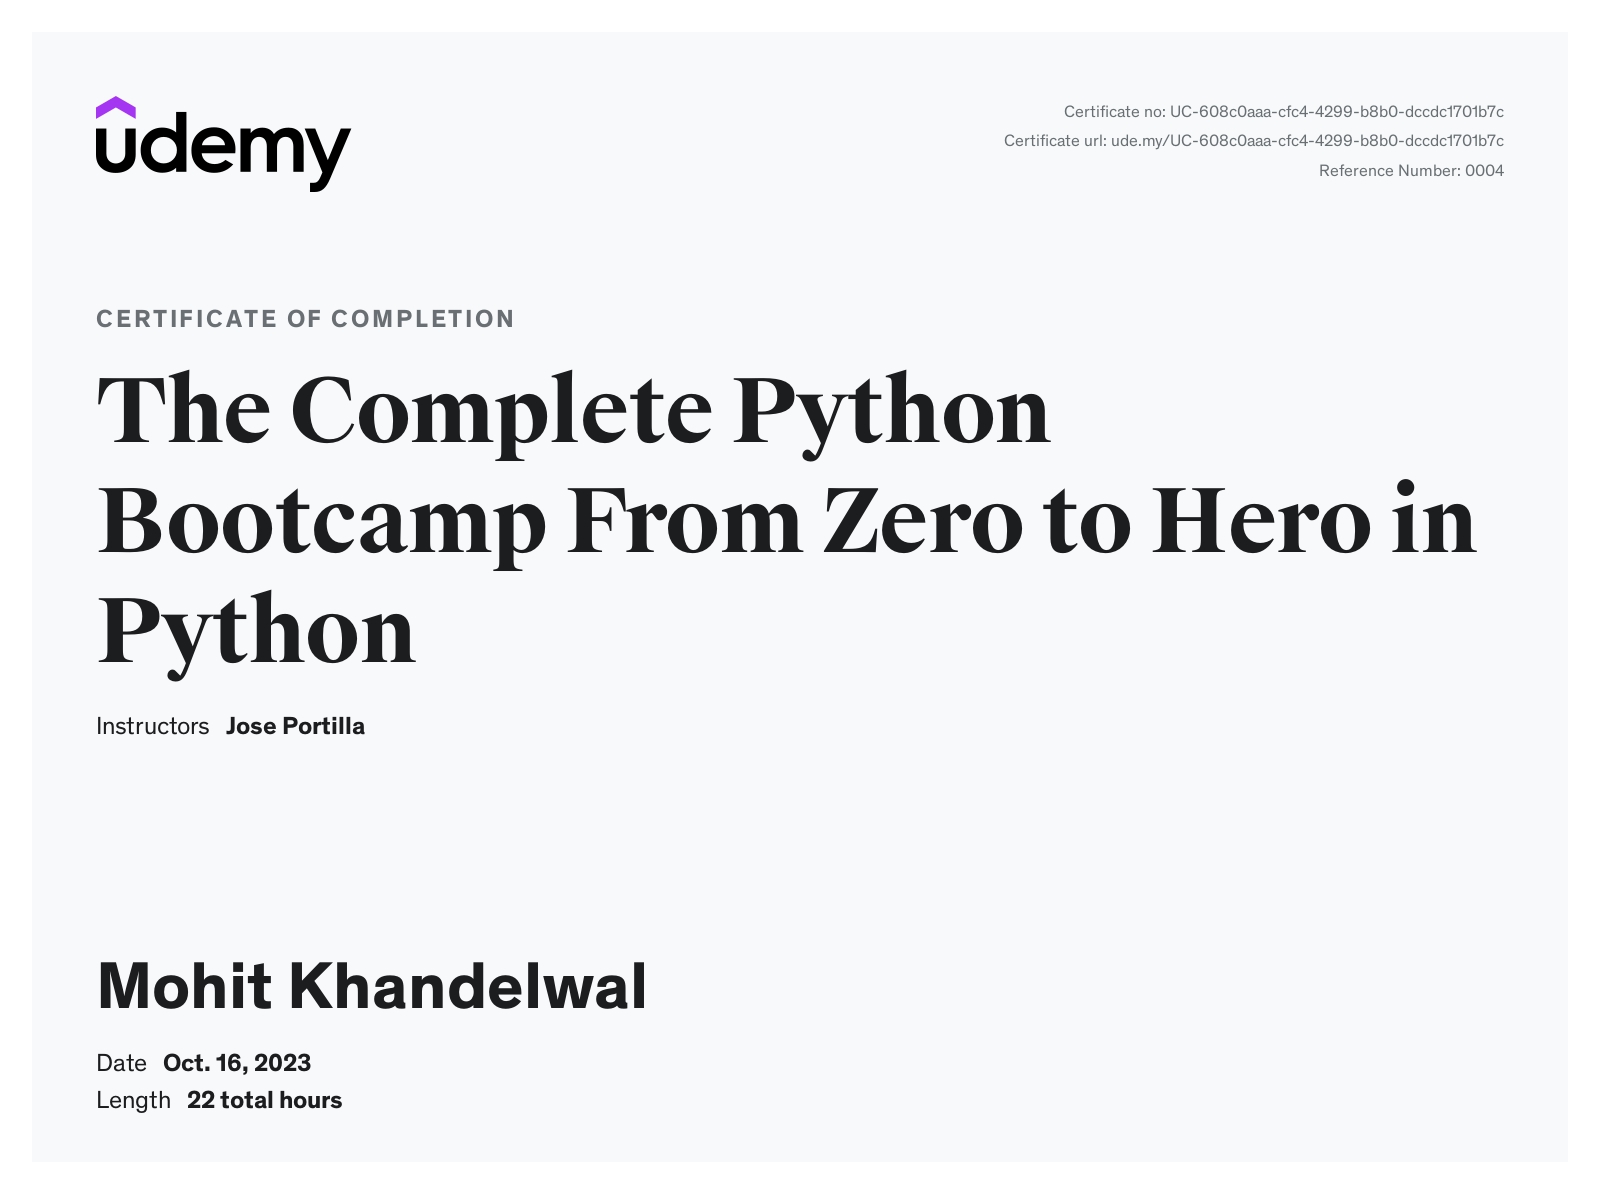 udemy
Certificate no: UC-608c0aaa-cfc4-4299-b8b0-dccdc1701b7c
Certificate url: ude.my/UC-608c0aaa-cfc4-4299-b8b0-dccdc1701b7c
Reference Number: 0004
CERTIFICATE OF COMPLETION
The Complete Python
Bootcamp From Zero to Hero in
Python
Instructors Jose Portilla
Mohit Khandelwal
Date Oct. 16, 2023
Length 22 total hours